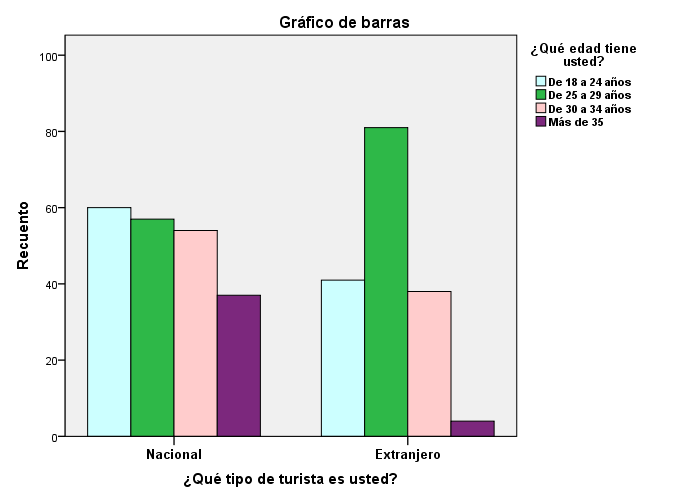 Gráfico de barras
¿Qué edad tiene
usted?
De 18 a 24 años
De 25 a 29 años
De 30 a 34 años
Más de 35
Recuento
100
80
60
40
20
0
Nacional
Extranjero
¿Qué tipo de turista es usted?